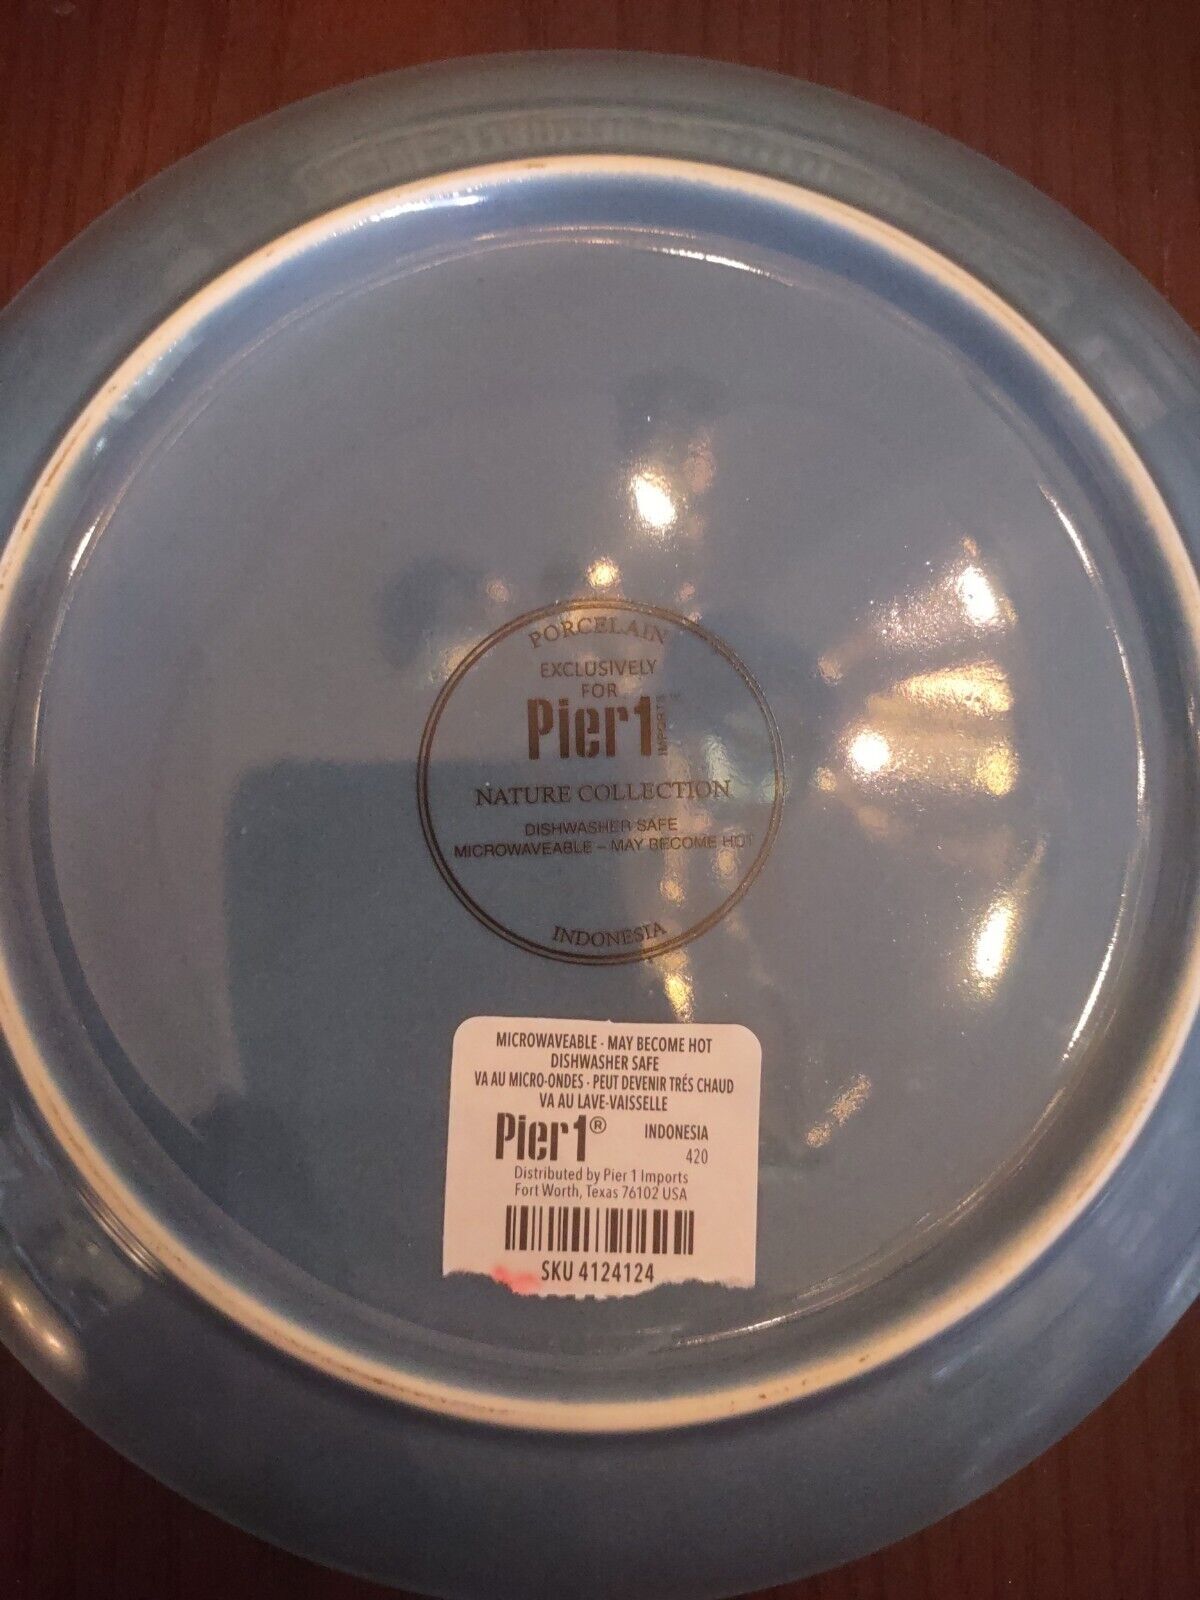 PORCELAIN
EXCLUSIVELY
FOR
Pier1 IMPORTS™
NATURE COLLECTION
DISHWASHER SAFE
MICROWAVEABLE – MAY BECOME HOT
INDONESIA
MICROWAVEABLE - MAY BECOME HOT
DISHWASHER SAFE
VA AU MICRO-ONDES - PEUT DEVENIR TRÉS CHAUD
VA AU LAVE-VAISSELLE
Pier1® INDONESIA
420
Distributed by Pier 1 Imports
Fort Worth, Texas 76102 USA
SKU 4124124